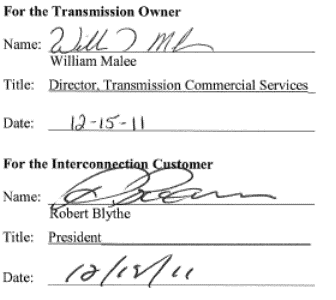 For the Transmission Owner
Name:
William Malee
Title: Director, Transmission Commercial Services
Date: 12-15-11
For the Interconnection Customer
Name:
Robert Blythe
Title: President
Date: 12/15/11